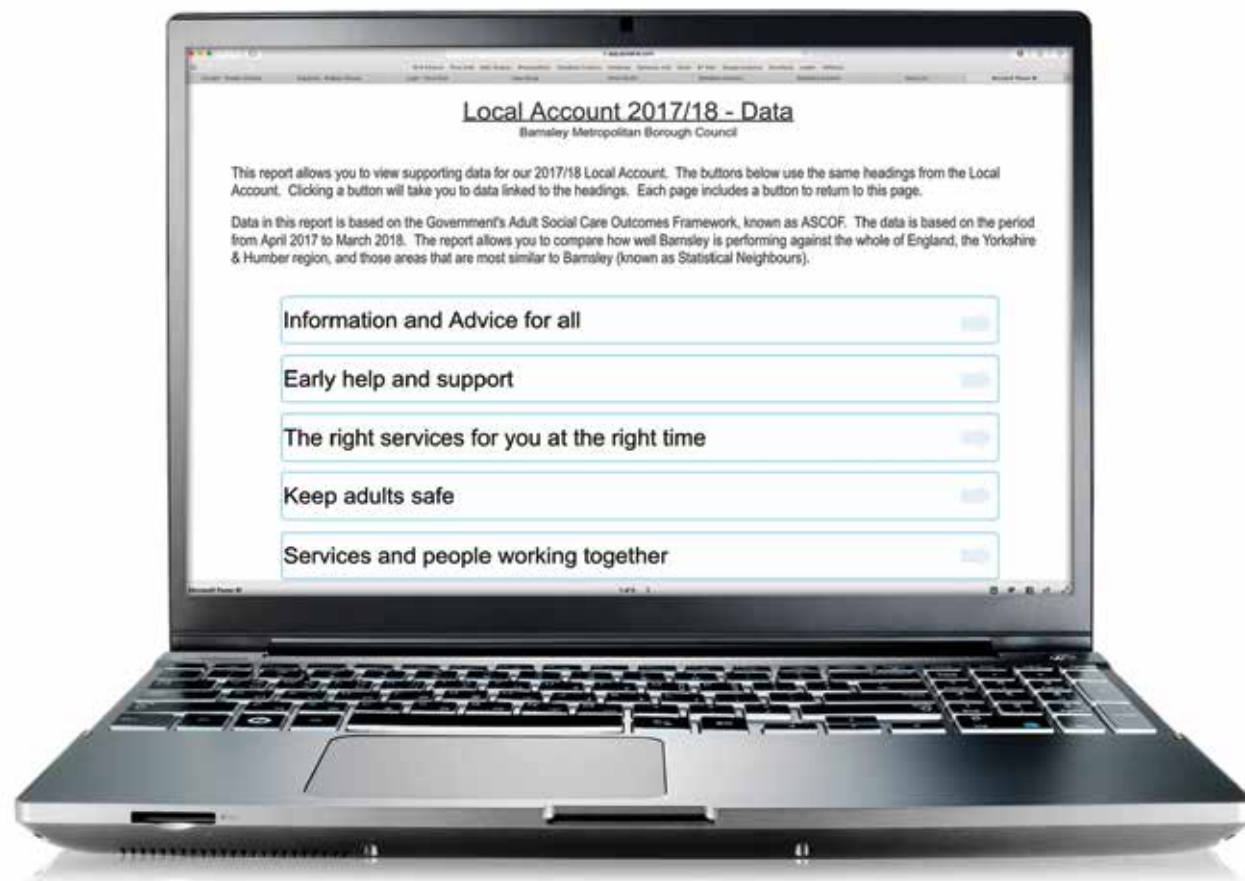 Local Account 2017/18 - Data
Barnsley Metropolitan Borough Council
This report allows you to view supporting data for our 2017/18 Local Account. The buttons below use the same headings from the Local
Account. Clicking a button will take you to data linked to the headings. Each page includes a button to return to this page.
Data in this report is based on the Government's Adult Social Care Outcomes Framework, known as ASCOF. The data is based on the period
from April 2017 to March 2018. The report allows you to compare how well Barnsley is performing against the whole of England, the Yorkshire
& Humber region, and those areas that are most similar to Barnsley (known as Statistical Neighbours).
Information and Advice for all
Early help and support
The right services for you at the right time
Keep adults safe
Services and people working together